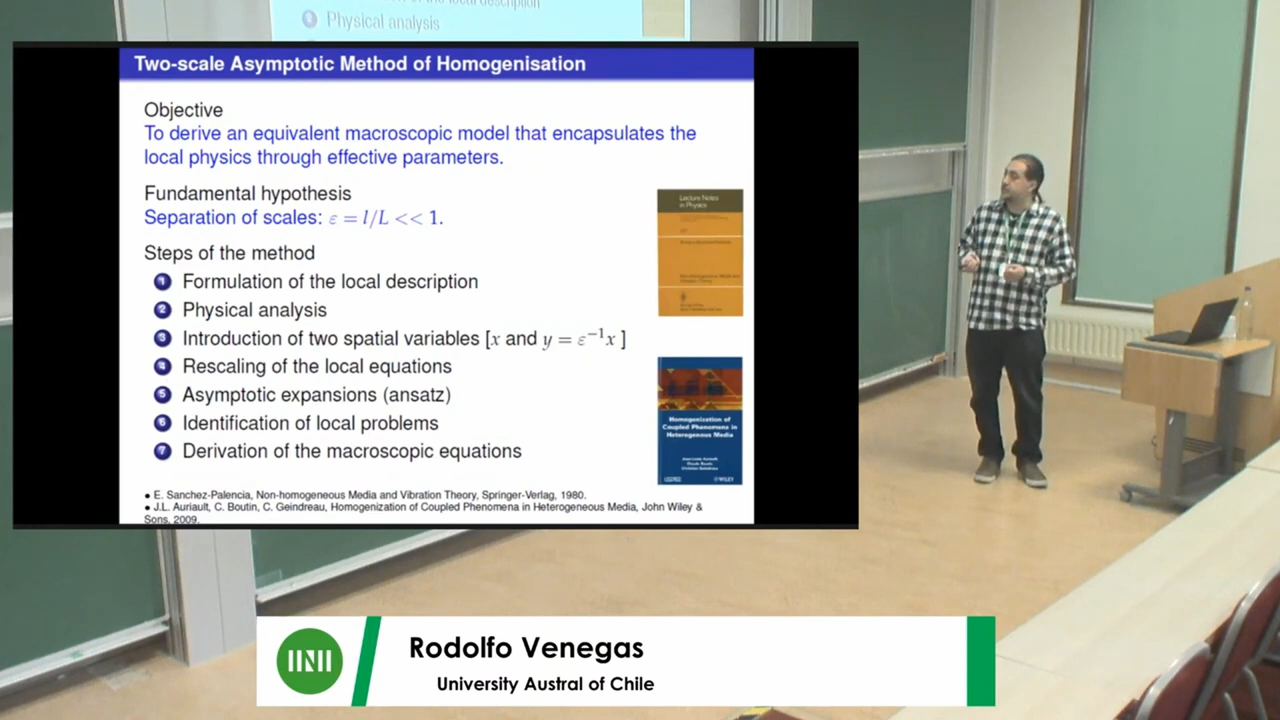 of the local description
Physical analysis
Two-scale Asymptotic Method of Homogenisation
Objective
To derive an equivalent macroscopic model that encapsulates the
local physics through effective parameters.
Fundamental hypothesis
Separation of scales: ε = l/L << 1.
Steps of the method
1 Formulation of the local description
2 Physical analysis
3 Introduction of two spatial variables [x and y = ε⁻¹x ]
4 Rescaling of the local equations
5 Asymptotic expansions (ansatz)
6 Identification of local problems
7 Derivation of the macroscopic equations
Lecture Notes
in Physics
Homogenization of
Coupled Phenomena in
Heterogenous Media
WILEY
• E. Sanchez-Palencia, Non-homogeneous Media and Vibration Theory, Springer-Verlag, 1980.
• J.L. Auriault, C. Boutin, C. Geindreau, Homogenization of Coupled Phenomena in Heterogeneous Media, John Wiley &
Sons, 2009.
Rodolfo Venegas
University Austral of Chile